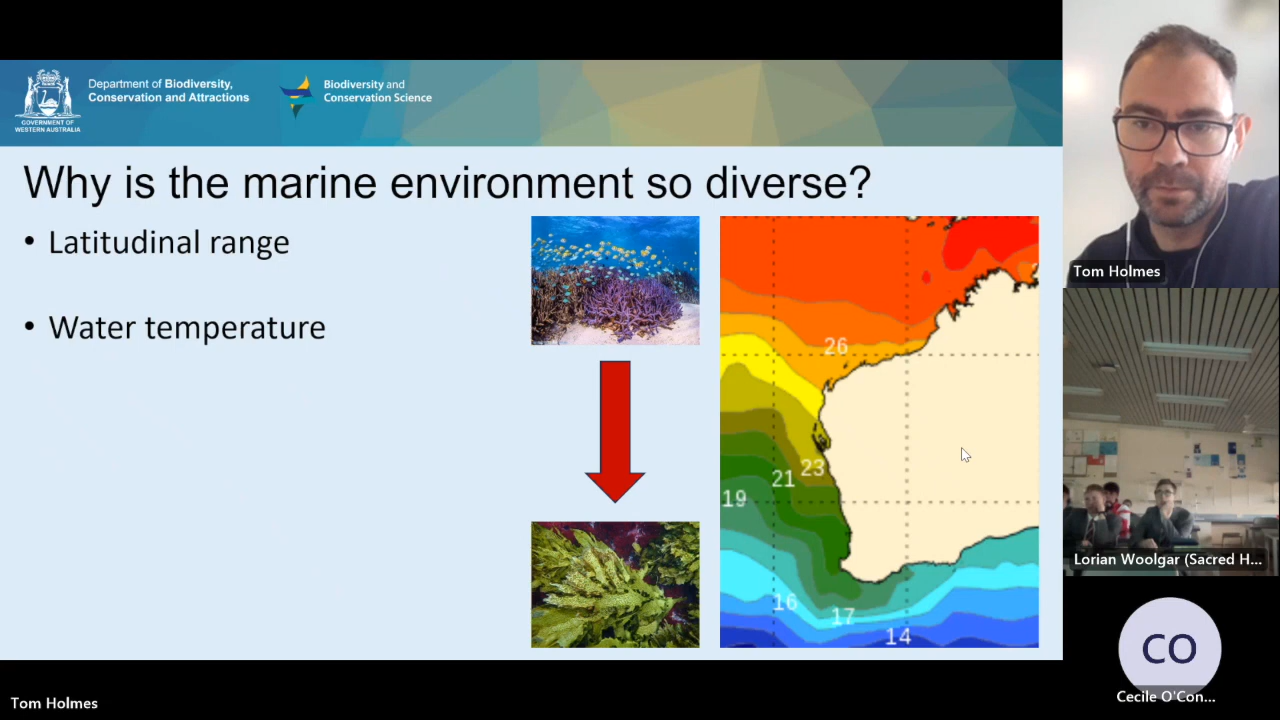 Department of Biodiversity,
Conservation and Attractions
GOVERNMENT OF
WESTERN AUSTRALIA
Biodiversity and
Conservation Science
Why is the marine environment so diverse?
• Latitudinal range
• Water temperature
26
23
21
19
16
17
14
Tom Holmes
Lorian Woolgar (Sacred H...
CO
Cecile O'Con...
Tom Holmes